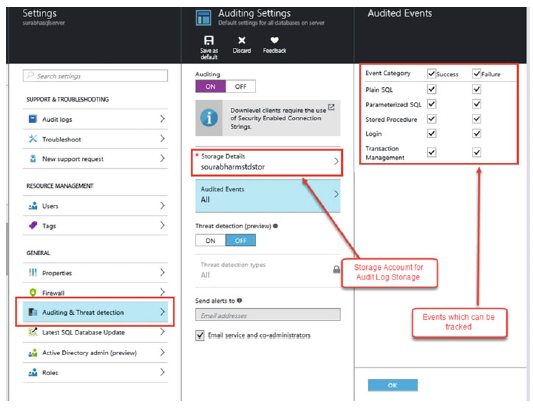 Settings
surabhasqlserver
Search settings
SUPPORT & TROUBLESHOOTING
Audit logs
Troubleshoot
New support request
RESOURCE MANAGEMENT
Users
Tags
GENERAL
Properties
Firewall
Auditing & Threat detection
Latest SQL Database Update
Active Directory admin (preview)
Roles
Auditing Settings
Default settings for all databases on server
Save as default
Discard
Feedback
Auditing
ON OFF
Downlevel clients require the use
of Security Enabled Connection
Strings.
* Storage Details
sourabharmstdstor
Audited Events
All
Threat detection (preview)
ON OFF
Threat detection types
All
Send alerts to
Email addresses
Email service and co-administrators
Audited Events
Event Category Success Failure
Plain SQL
Parameterized SQL
Stored Procedure
Login
Transaction
Management
Storage Account for
Audit Log Storage
Events which can be
tracked
OK